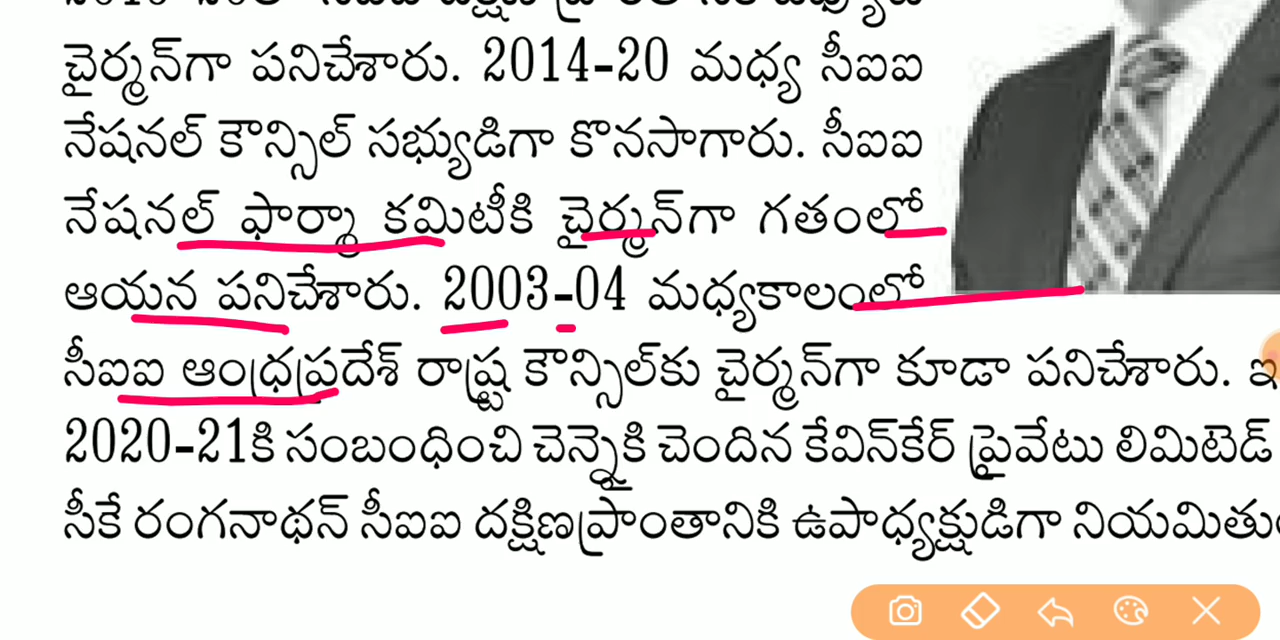 చైర్మన్‌గా పనిచేశారు. 2014-20 మధ్య సీఐఐ
నేషనల్ కౌన్సిల్ సభ్యుడిగా కొనసాగారు. సీఐఐ
నేషనల్ ఫార్మా కమిటీకి చైర్మన్‌గా గతంలో
ఆయన పనిచేశారు. 2003-04 మధ్యకాలంలో
సీఐఐ ఆంధ్రప్రదేశ్ రాష్ట్ర కౌన్సిల్‌కు చైర్మన్‌గా కూడా పనిచేశారు.
2020-21కి సంబంధించి చెన్నైకి చెందిన కేవిన్‌కేర్ ప్రైవేటు లిమిటెడ్
సీకే రంగనాథన్ సీఐఐ దక్షిణప్రాంతానికి ఉపాధ్యక్షుడిగా